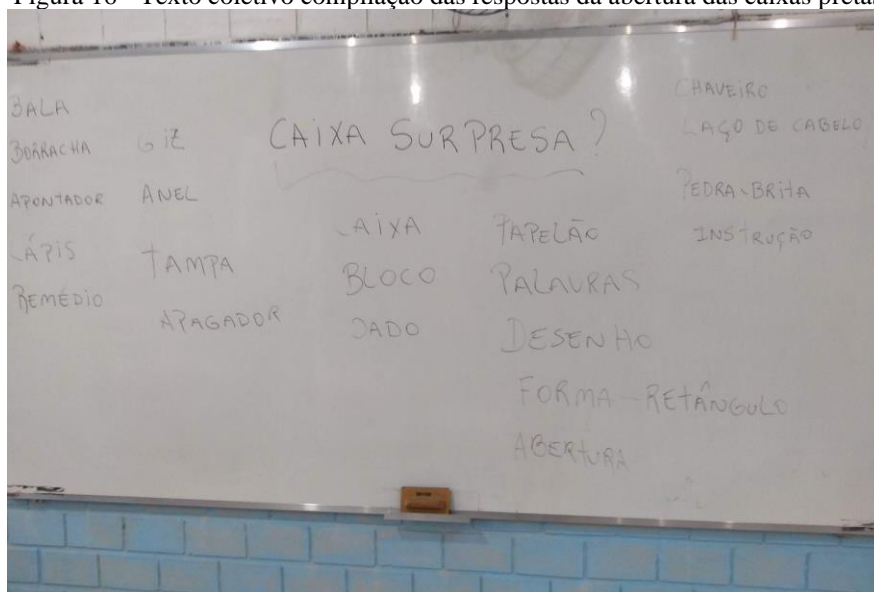 Figura 16 - Texto coletivo compilação das respostas da abertura das caixas pretas
CAIXA SURPRESA?
BALA
BORRACHA
APONTADOR
LÁPIS
REMÉDIO
GIZ
ANEL
TAMPA
APAGADOR
CAIXA
BLOCO
DADO
PAPELÃO
PALAVRAS
DESENHO
FORMA - RETÂNGULO
ABERTURA
CHAVEIRO
LAÇO DE CABELO
PEDRA-BRITA
INSTRUÇÃO